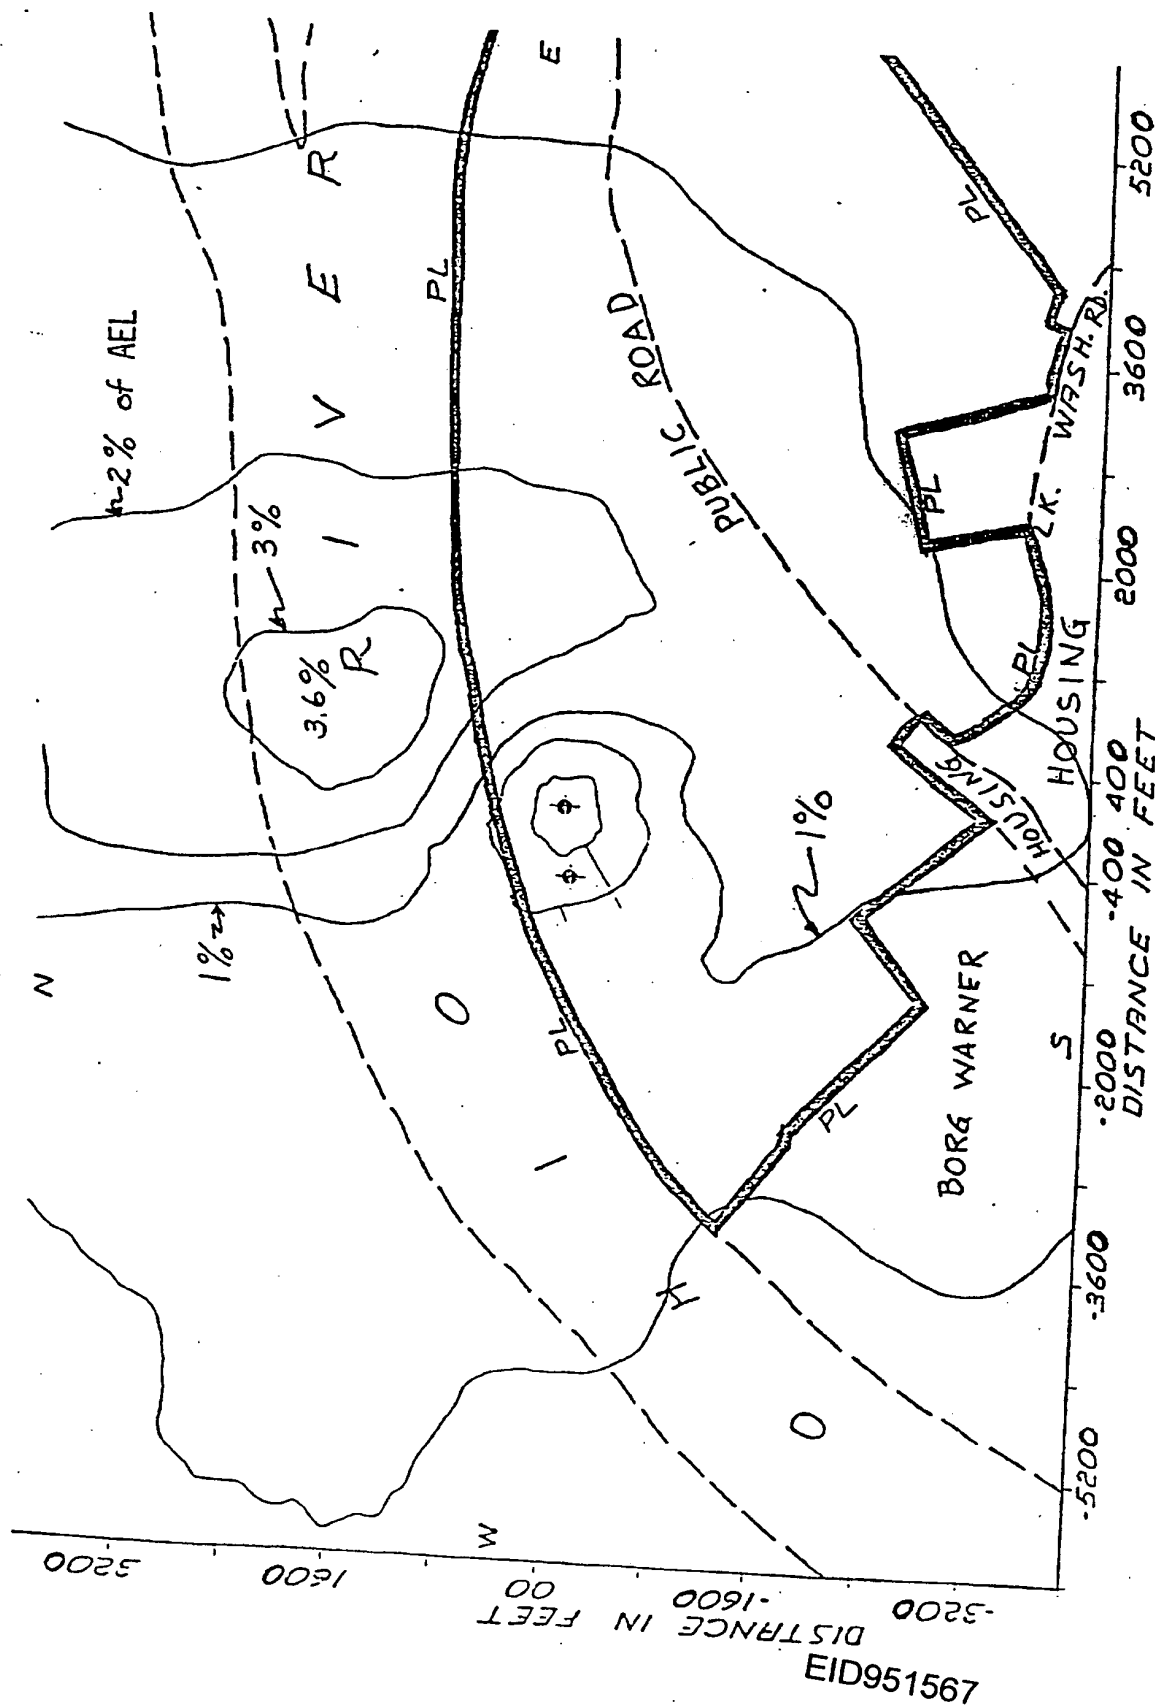 N
~2% of AEL
~3%
3.6%
1%~
OHIO RIVER
PL
PL
E
W
PUBLIC ROAD
~1%
PL
PL
PL
PL
HOUSING
HOUSING
LK. WASH. RD.
BORG WARNER
S
3200
1600
00
-1600
-3200
DISTANCE IN FEET
-5200
-3600
-2000
-400
400
2000
3600
5200
DISTANCE IN FEET
EID951567